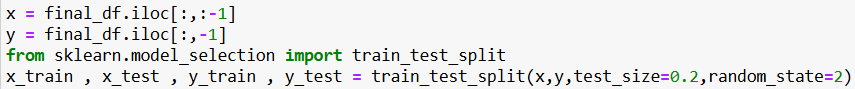 x = final_df.iloc[:,:-1]
y = final_df.iloc[:,-1]
from sklearn.model_selection import train_test_split
x_train , x_test , y_train , y_test = train_test_split(x,y,test_size=0.2,random_state=2)